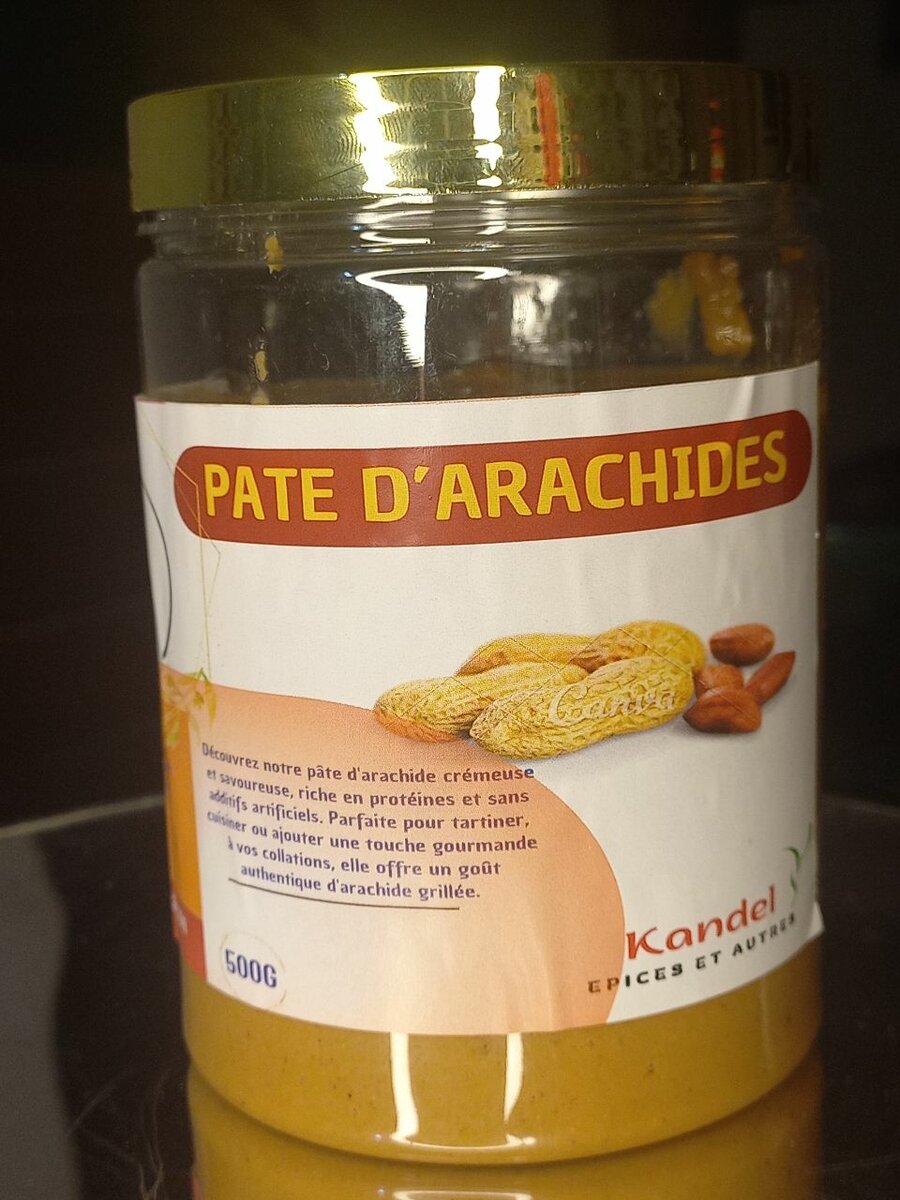 PATE D'ARACHIDES
Canva
Découvrez notre pâte d'arachide crémeuse
et savoureuse, riche en protéines et sans
additifs artificiels. Parfaite pour tartiner,
cuisiner ou ajouter une touche gourmande
à vos collations, elle offre un goût
authentique d'arachide grillée.
500G
Kandel
EPICES ET AUTRES